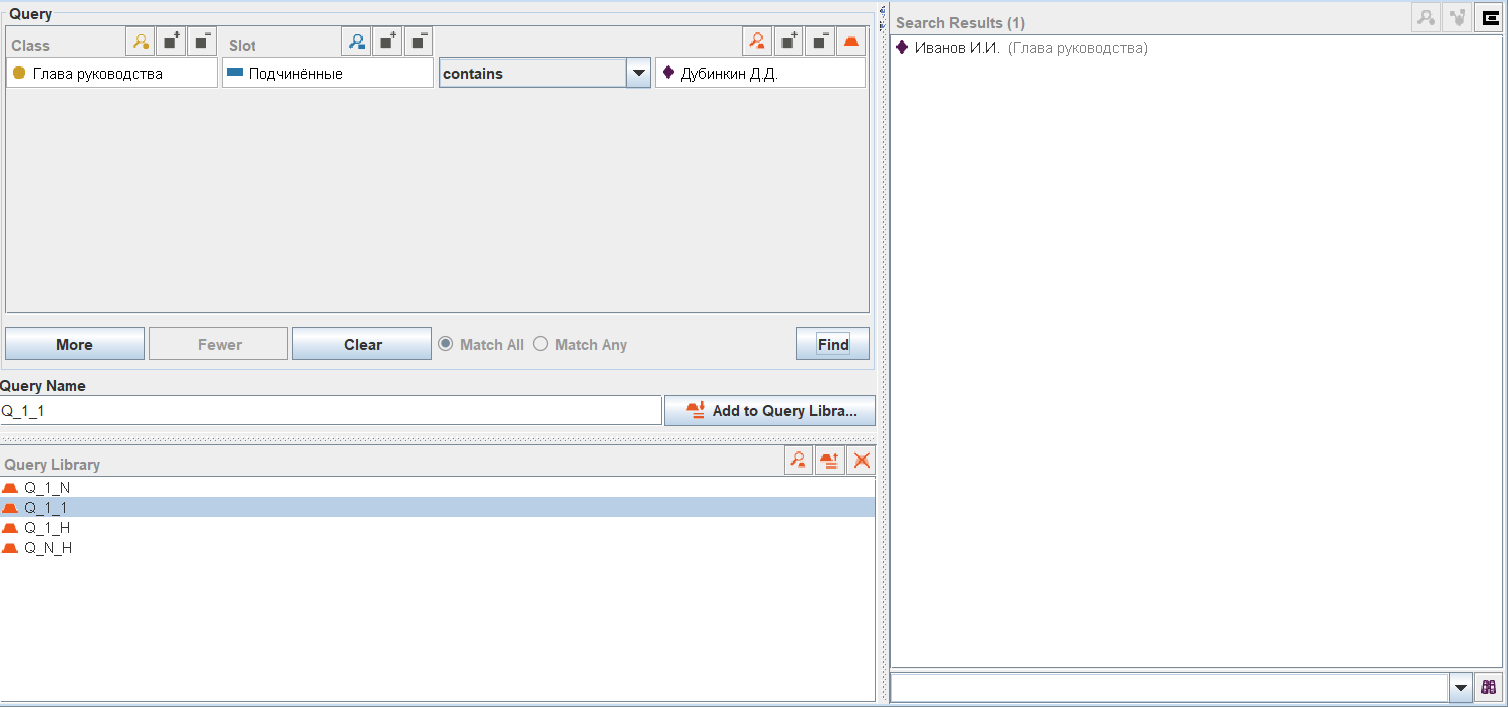 Query
Class
Slot
Глава руководства
Подчинённые
contains
Дубинкин Д.Д.
More
Fewer
Clear
Match All
Match Any
Find
Query Name
Q_1_1
Add to Query Libra...
Query Library
Q_1_N
Q_1_1
Q_1_H
Q_N_H
Search Results (1)
Иванов И.И. (Глава руководства)